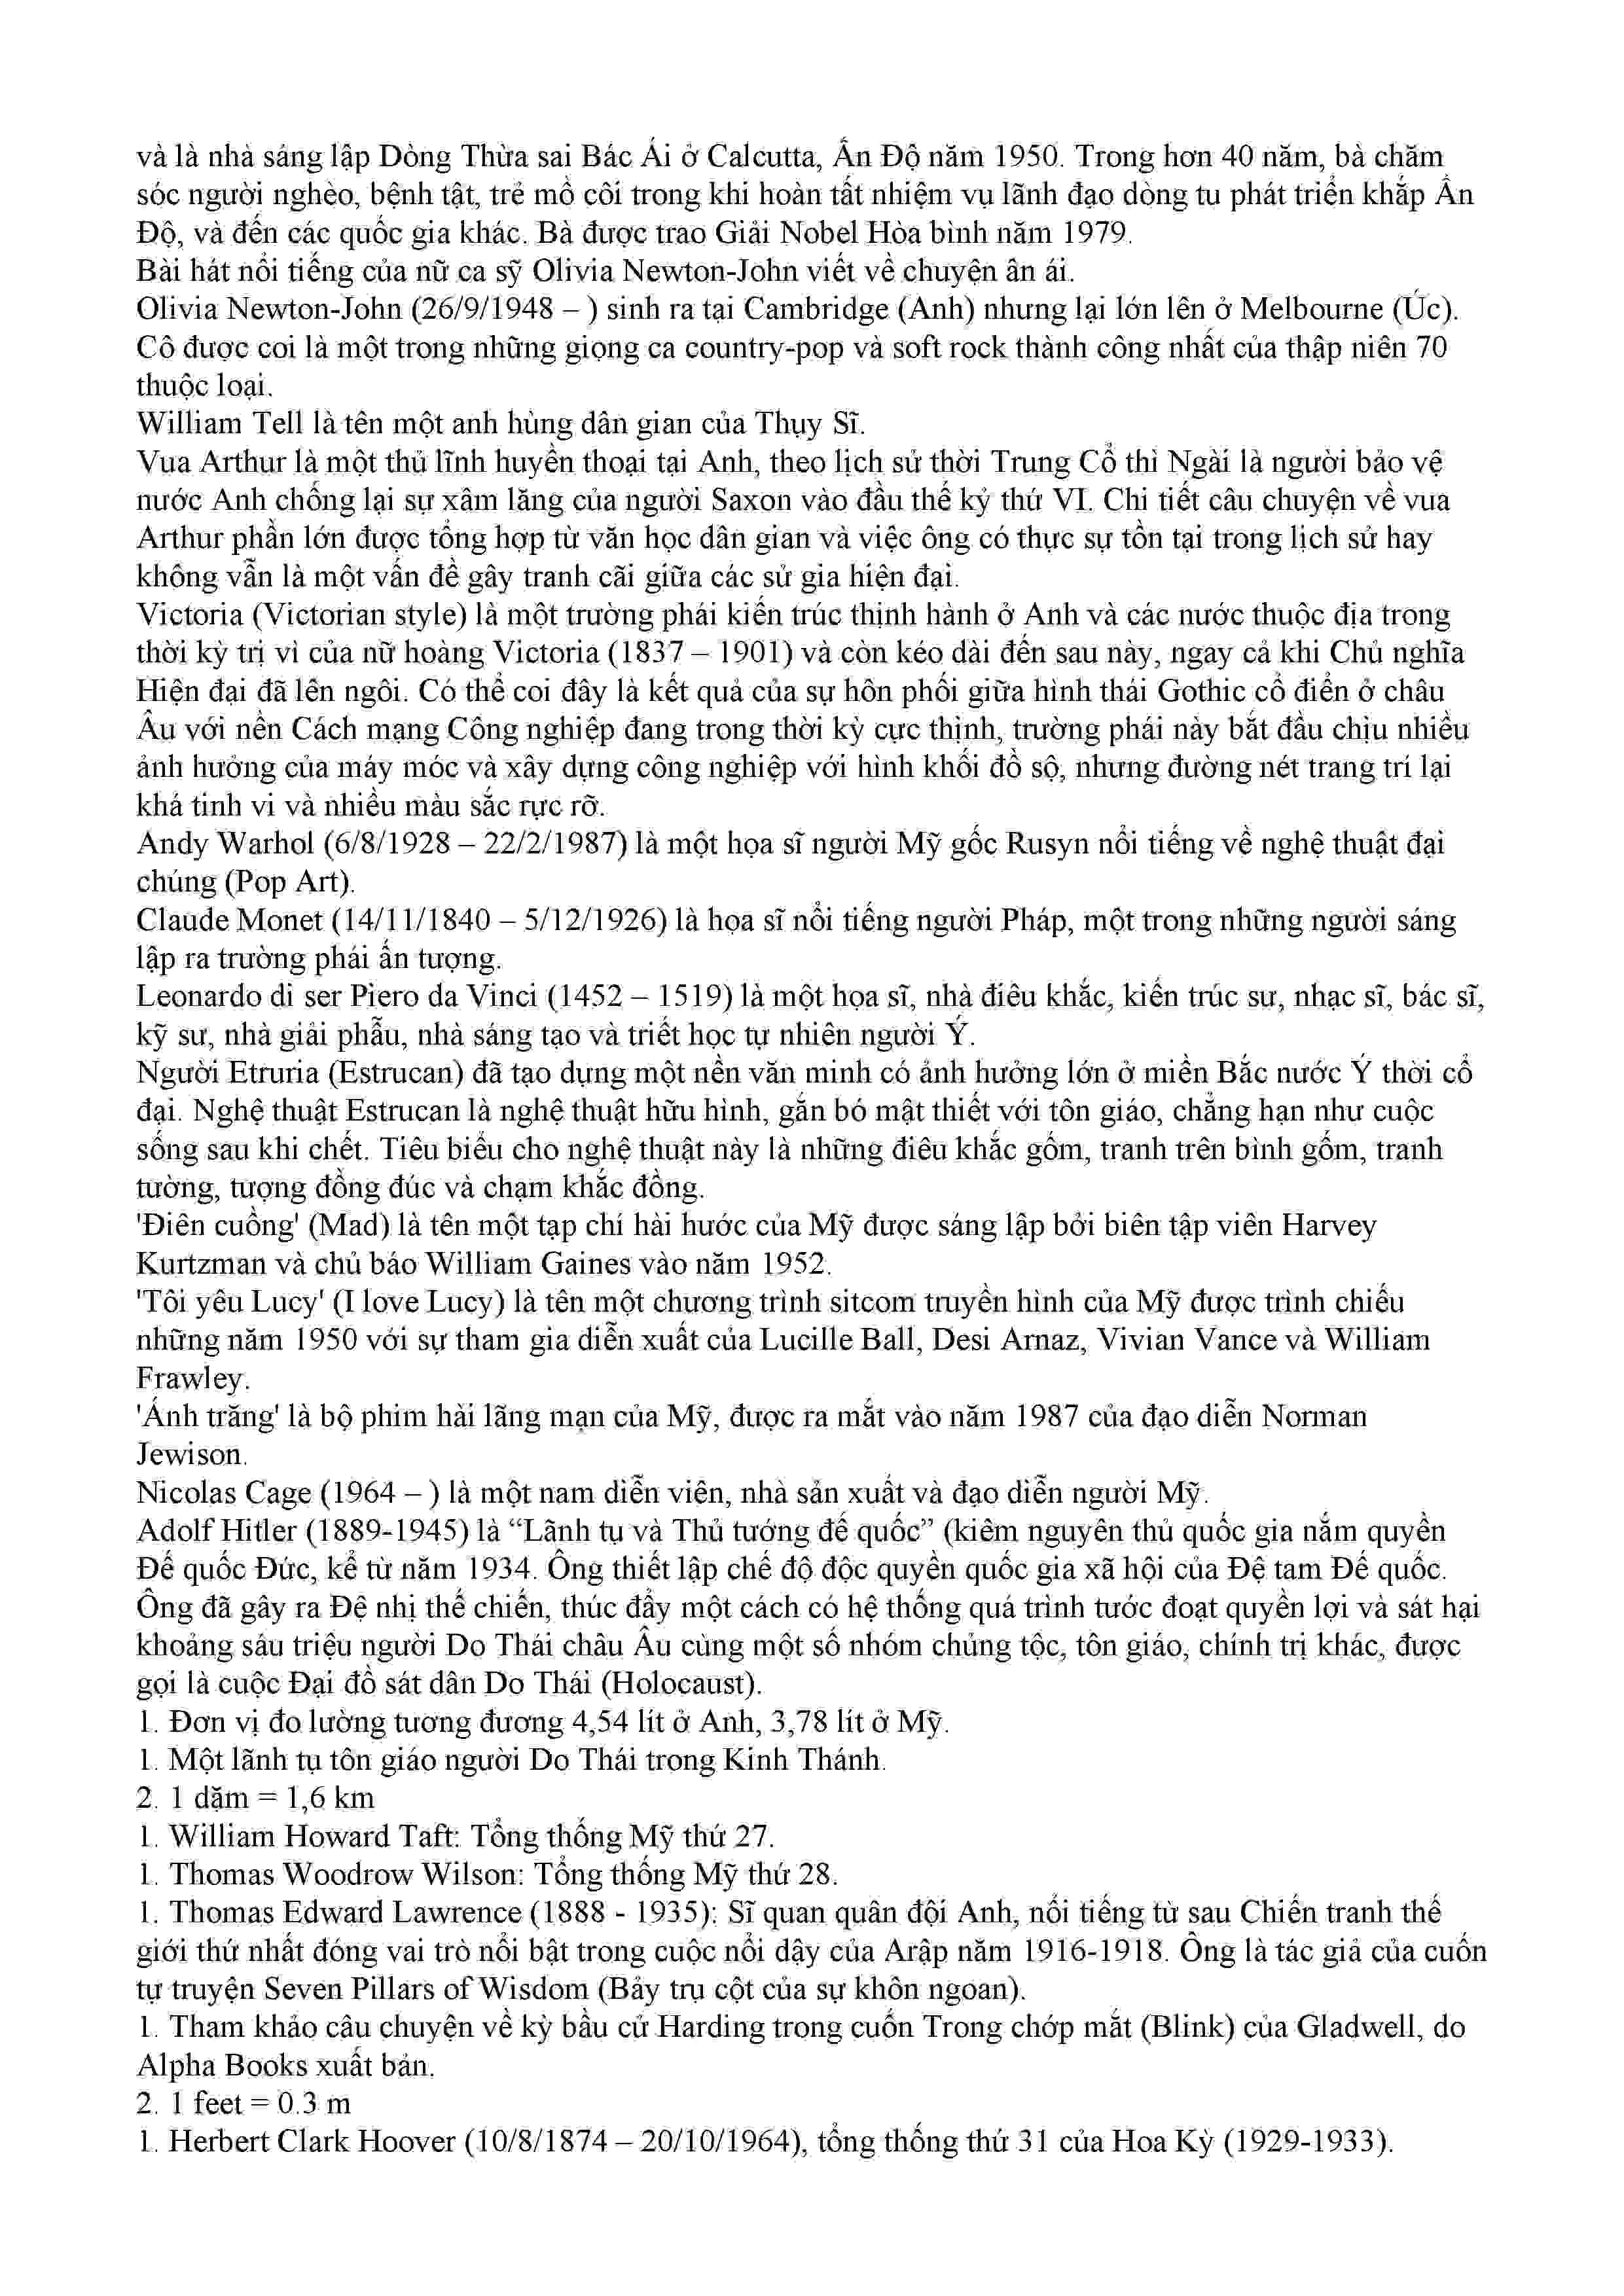 và là nhà sáng lập Dòng Thừa sai Bác Ái ở Calcutta, Ấn Độ năm 1950. Trong hơn 40 năm, bà chăm
sóc người nghèo, bệnh tật, trẻ mồ côi trong khi hoàn tất nhiệm vụ lãnh đạo dòng tu phát triển khắp Ấn
Độ, và đến các quốc gia khác. Bà được trao Giải Nobel Hòa bình năm 1979.
Bài hát nổi tiếng của nữ ca sỹ Olivia Newton-John viết về chuyện ân ái.
Olivia Newton-John (26/9/1948 – ) sinh ra tại Cambridge (Anh) nhưng lại lớn lên ở Melbourne (Úc).
Cô được coi là một trong những giọng ca country-pop và soft rock thành công nhất của thập niên 70
thuộc loại.
William Tell là tên một anh hùng dân gian của Thụy Sĩ.
Vua Arthur là một thủ lĩnh huyền thoại tại Anh, theo lịch sử thời Trung Cổ thì Ngài là người bảo vệ
nước Anh chống lại sự xâm lăng của người Saxon vào đầu thế kỷ thứ VI. Chi tiết câu chuyện về vua
Arthur phần lớn được tổng hợp từ văn học dân gian và việc ông có thực sự tồn tại trong lịch sử hay
không vẫn là một vấn đề gây tranh cãi giữa các sử gia hiện đại.
Victoria (Victorian style) là một trường phái kiến trúc thịnh hành ở Anh và các nước thuộc địa trong
thời kỳ trị vì của nữ hoàng Victoria (1837 – 1901) và còn kéo dài đến sau này, ngay cả khi Chủ nghĩa
Hiện đại đã lên ngôi. Có thể coi đây là kết quả của sự hôn phối giữa hình thái Gothic cổ điển ở châu
Âu với nền Cách mạng Công nghiệp đang trong thời kỳ cực thịnh, trường phái này bắt đầu chịu nhiều
ảnh hưởng của máy móc và xây dựng công nghiệp với hình khối đồ sộ, nhưng đường nét trang trí lại
khá tinh vi và nhiều màu sắc rực rỡ.
Andy Warhol (6/8/1928 – 22/2/1987) là một họa sĩ người Mỹ gốc Rusyn nổi tiếng về nghệ thuật đại
chúng (Pop Art).
Claude Monet (14/11/1840 – 5/12/1926) là họa sĩ nổi tiếng người Pháp, một trong những người sáng
lập ra trường phái ấn tượng.
Leonardo di ser Piero da Vinci (1452 – 1519) là một họa sĩ, nhà điêu khắc, kiến trúc sư, nhạc sĩ, bác sĩ,
kỹ sư, nhà giải phẫu, nhà sáng tạo và triết học tự nhiên người Ý.
Người Etruria (Estrucan) đã tạo dựng một nền văn minh có ảnh hưởng lớn ở miền Bắc nước Ý thời cổ
đại. Nghệ thuật Estrucan là nghệ thuật hữu hình, gắn bó mật thiết với tôn giáo, chẳng hạn như cuộc
sống sau khi chết. Tiêu biểu cho nghệ thuật này là những điêu khắc gốm, tranh trên bình gốm, tranh
tường, tượng đồng đúc và chạm khắc đồng.
'Điên cuồng' (Mad) là tên một tạp chí hài hước của Mỹ được sáng lập bởi biên tập viên Harvey
Kurtzman và chủ báo William Gaines vào năm 1952.
'Tôi yêu Lucy' (I love Lucy) là tên một chương trình sitcom truyền hình của Mỹ được trình chiếu
những năm 1950 với sự tham gia diễn xuất của Lucille Ball, Desi Arnaz, Vivian Vance và William
Frawley.
'Ánh trăng' là bộ phim hài lãng mạn của Mỹ, được ra mắt vào năm 1987 của đạo diễn Norman
Jewison.
Nicolas Cage (1964 – ) là một nam diễn viên, nhà sản xuất và đạo diễn người Mỹ.
Adolf Hitler (1889-1945) là “Lãnh tụ và Thủ tướng đế quốc” (kiêm nguyên thủ quốc gia nắm quyền
Đế quốc Đức, kể từ năm 1934. Ông thiết lập chế độ độc quyền quốc gia xã hội của Đệ tam Đế quốc.
Ông đã gây ra Đệ nhị thế chiến, thúc đẩy một cách có hệ thống quá trình tước đoạt quyền lợi và sát hại
khoảng sáu triệu người Do Thái châu Âu cùng một số nhóm chủng tộc, tôn giáo, chính trị khác, được
gọi là cuộc Đại đồ sát dân Do Thái (Holocaust).
1. Đơn vị đo lường tương đương 4,54 lít ở Anh, 3,78 lít ở Mỹ.
1. Một lãnh tụ tôn giáo người Do Thái trong Kinh Thánh.
2. 1 dặm = 1,6 km
1. William Howard Taft: Tổng thống Mỹ thứ 27.
1. Thomas Woodrow Wilson: Tổng thống Mỹ thứ 28.
1. Thomas Edward Lawrence (1888 - 1935): Sĩ quan quân đội Anh, nổi tiếng từ sau Chiến tranh thế
giới thứ nhất đóng vai trò nổi bật trong cuộc nổi dậy của Arập năm 1916-1918. Ông là tác giả của cuốn
tự truyện Seven Pillars of Wisdom (Bảy trụ cột của sự khôn ngoan).
1. Tham khảo câu chuyện về kỳ bầu cử Harding trong cuốn Trong chớp mắt (Blink) của Gladwell, do
Alpha Books xuất bản.
2. 1 feet = 0.3 m
1. Herbert Clark Hoover (10/8/1874 – 20/10/1964), tổng thống thứ 31 của Hoa Kỳ (1929-1933).